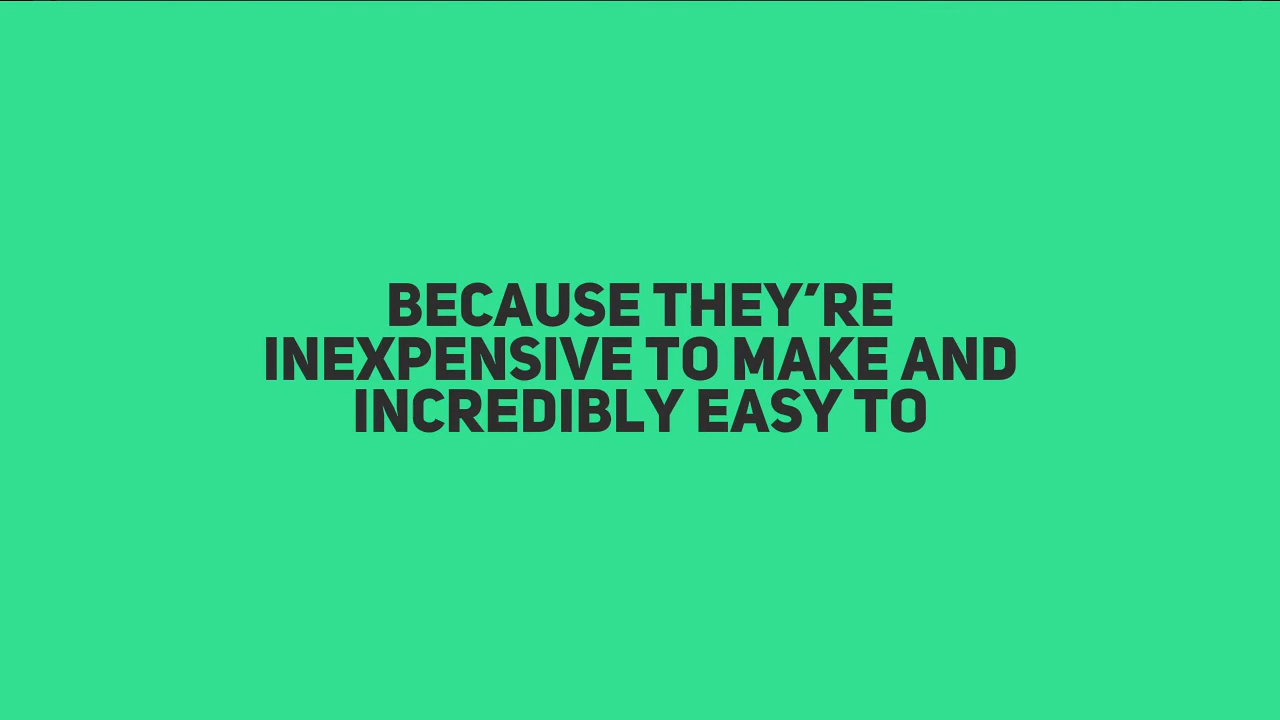 BECAUSE THEY’RE
INEXPENSIVE TO MAKE AND
INCREDIBLY EASY TO